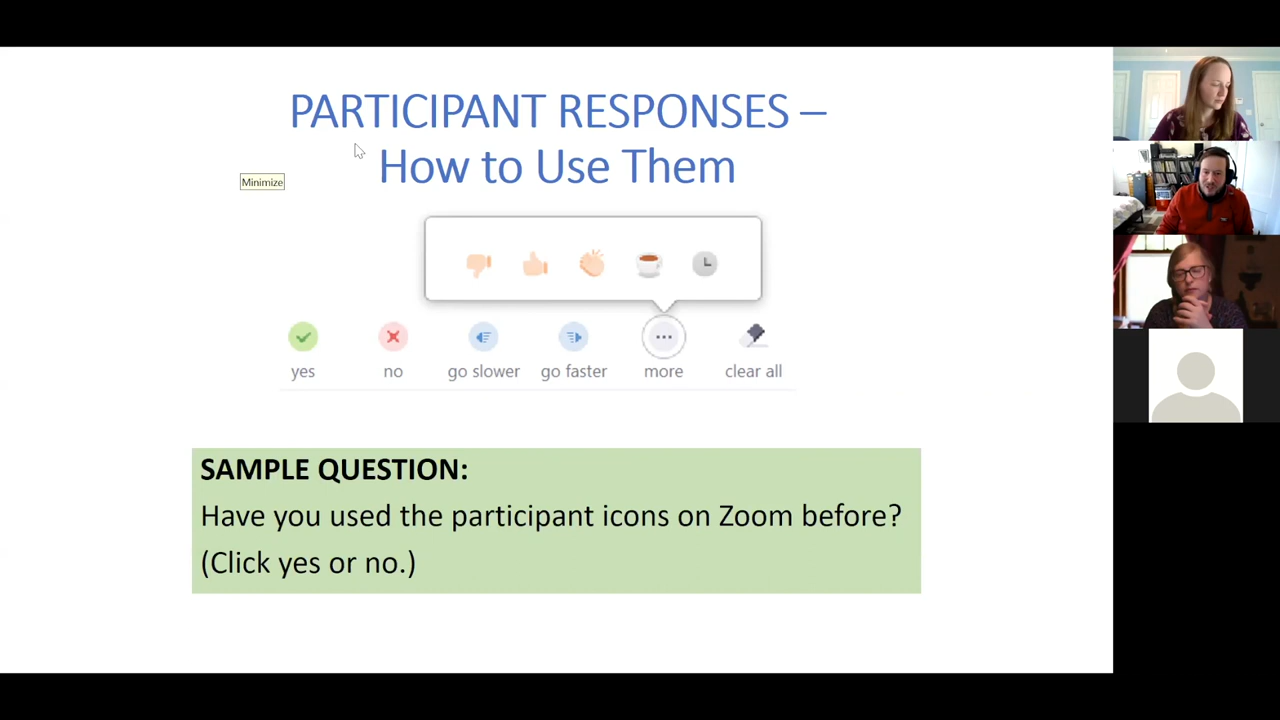 PARTICIPANT RESPONSES –
How to Use Them
Minimize
yes
no
go slower
go faster
more
clear all
SAMPLE QUESTION:
Have you used the participant icons on Zoom before?
(Click yes or no.)